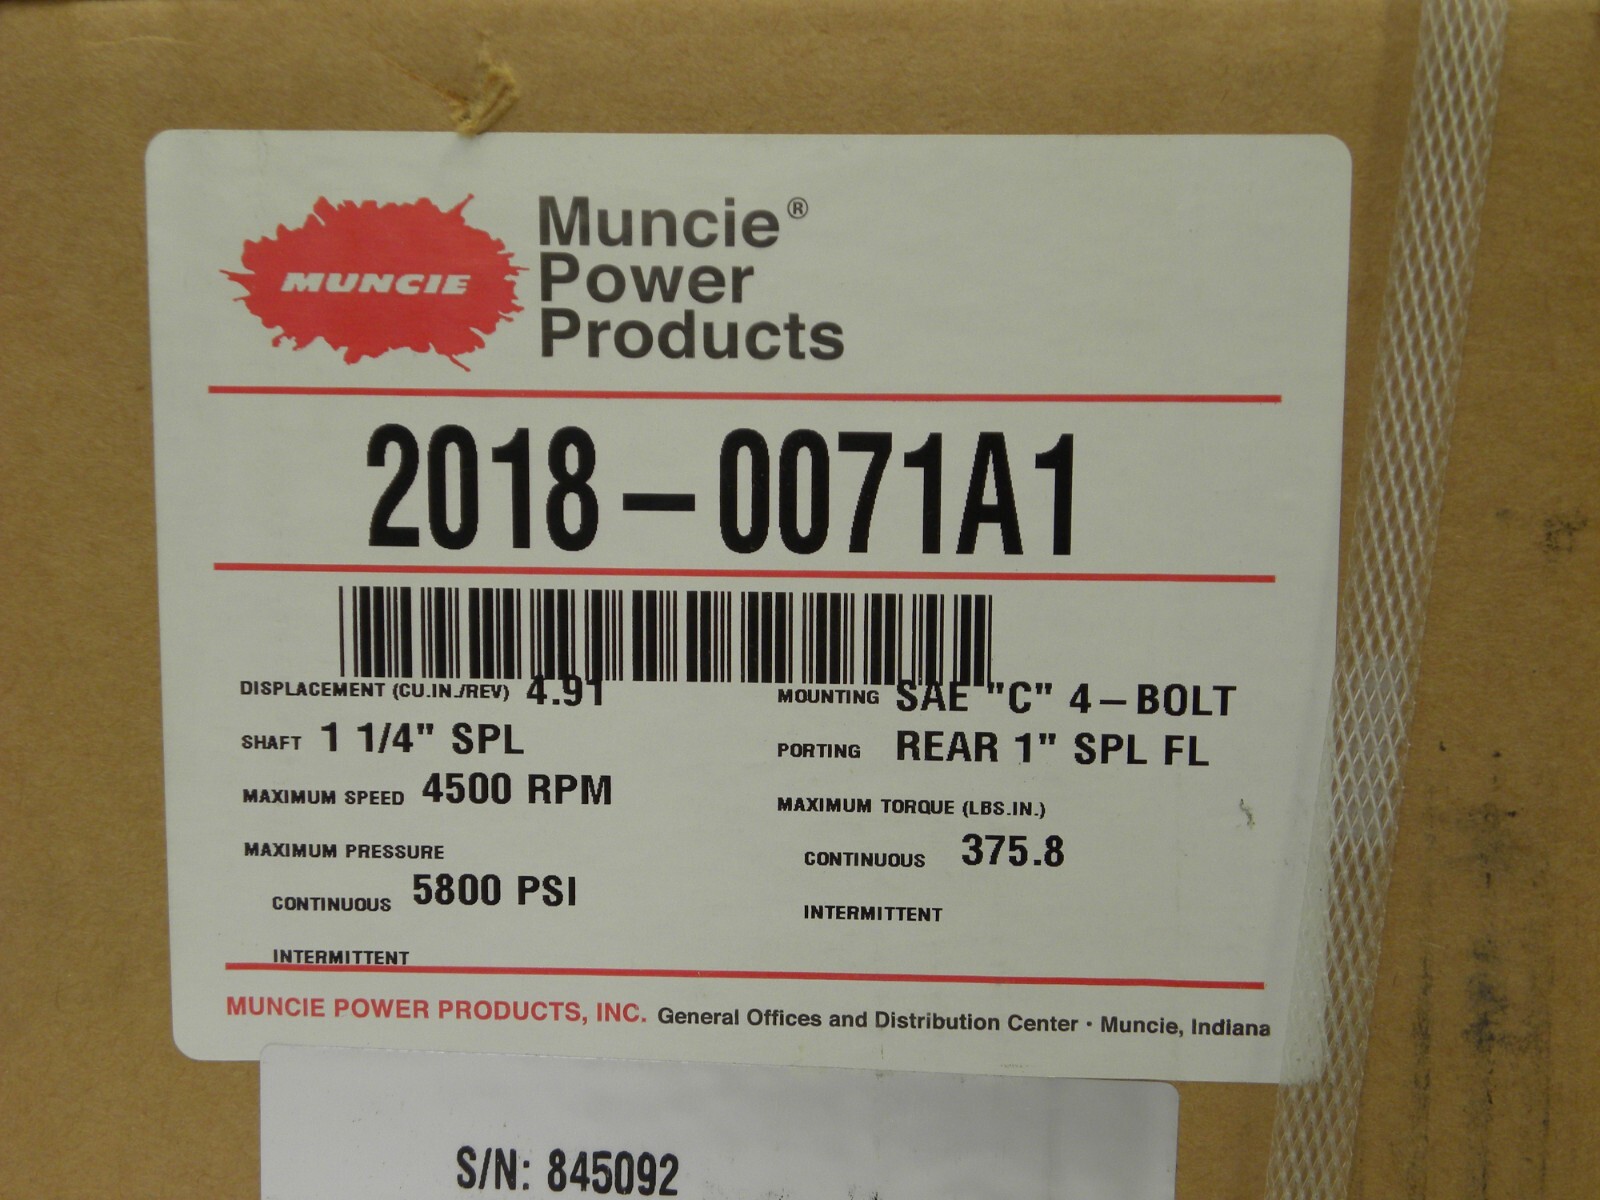 MUNCIE
Muncie®
Power
Products
2018-0071A1
DISPLACEMENT (CU.IN./REV) 4.91
MOUNTING SAE "C" 4-BOLT
SHAFT 1 1/4" SPL
PORTING REAR 1" SPL FL
MAXIMUM SPEED 4500 RPM
MAXIMUM TORQUE (LBS.IN.)
MAXIMUM PRESSURE
CONTINUOUS 375.8
CONTINUOUS 5800 PSI
INTERMITTENT
INTERMITTENT
MUNCIE POWER PRODUCTS, INC. General Offices and Distribution Center · Muncie, Indiana
S/N: 845092